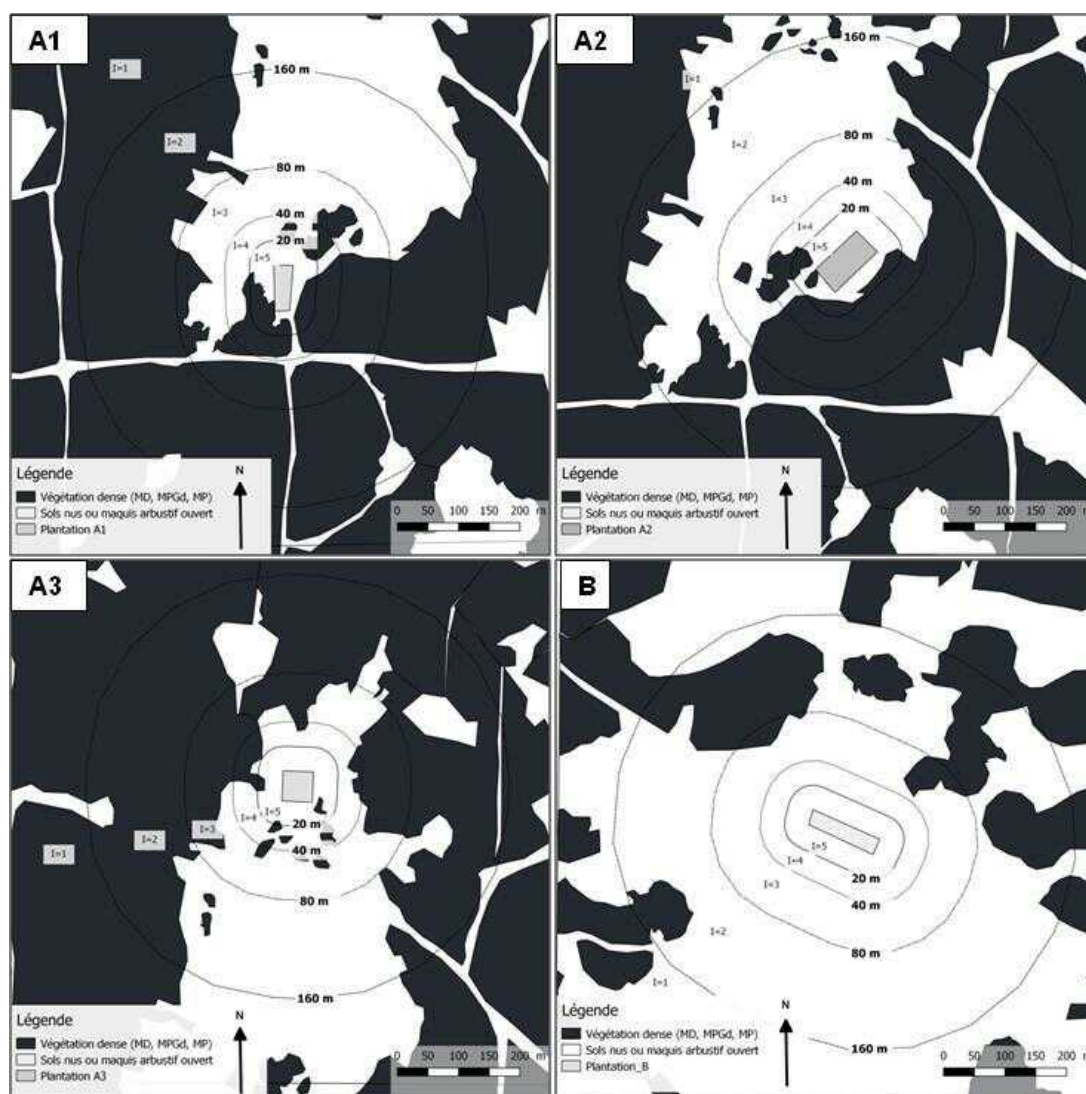 A1
I=1
160 m
I=2
80 m
I=3
40 m
I=4
20 m
I=5
Légende
Végétation dense (MD, MPGd, MP)
Sols nus ou maquis arbustif ouvert
Plantation A1
N
0 50 100 150 200 m
A2
160 m
I=1
80 m
I=2
40 m
I=3
20 m
I=4
I=5
Légende
Végétation dense (MD, MPGd, MP)
Sols nus ou maquis arbustif ouvert
Plantation A2
N
0 50 100 150 200 m
A3
I=5
I=4
20 m
I=3
I=2
40 m
I=1
80 m
160 m
Légende
Végétation dense (MD, MPGd, MP)
Sols nus ou maquis arbustif ouvert
Plantation A3
N
0 50 100 150 200 m
B
I=5
I=4
20 m
I=3
40 m
I=2
80 m
I=1
160 m
Légende
Végétation dense (MD, MPGd, MP)
Sols nus ou maquis arbustif ouvert
Plantation_B
N
0 50 100 150 200 m